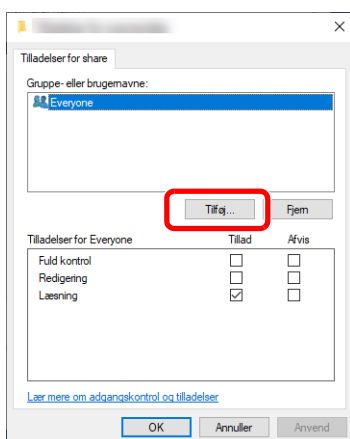 Tilladelser for share
Gruppe- eller brugernavne:
Everyone
Tilføj... Fjern
Tilladelser for Everyone Tillad Afvis
Fuld kontrol
Redigering
Læsning
Lær mere om adgangskontrol og tilladelser
OK Annuller Anvend